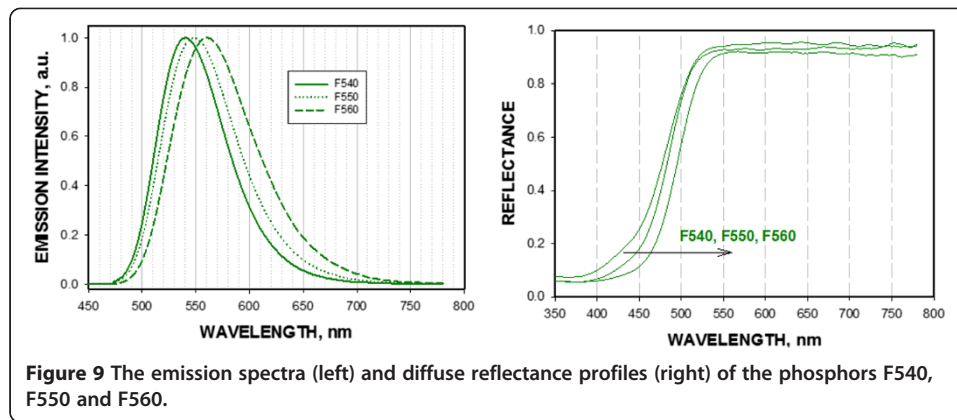 EMISSION INTENSITY, a.u.
1.0
0.8
0.6
0.4
0.2
0.0
F540
F550
F560
450 500 550 600 650 700 750 800
WAVELENGTH, nm
REFLECTANCE
1.0
0.8
0.6
0.4
0.2
0.0
F540, F550, F560
350 400 450 500 550 600 650 700 750 800
WAVELENGTH, nm
Figure 9 The emission spectra (left) and diffuse reflectance profiles (right) of the phosphors F540,
F550 and F560.